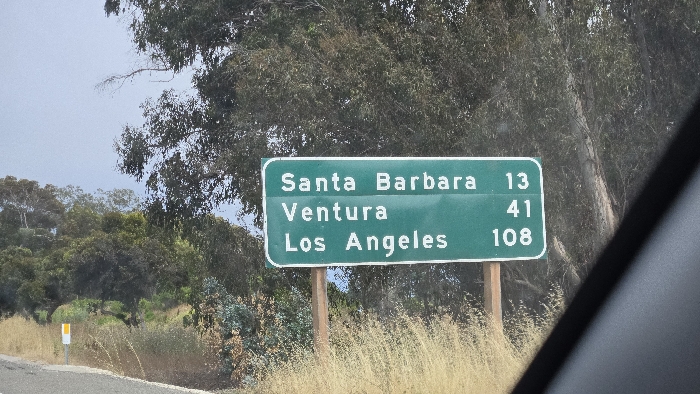 Santa Barbara 13
Ventura 41
Los Angeles 108